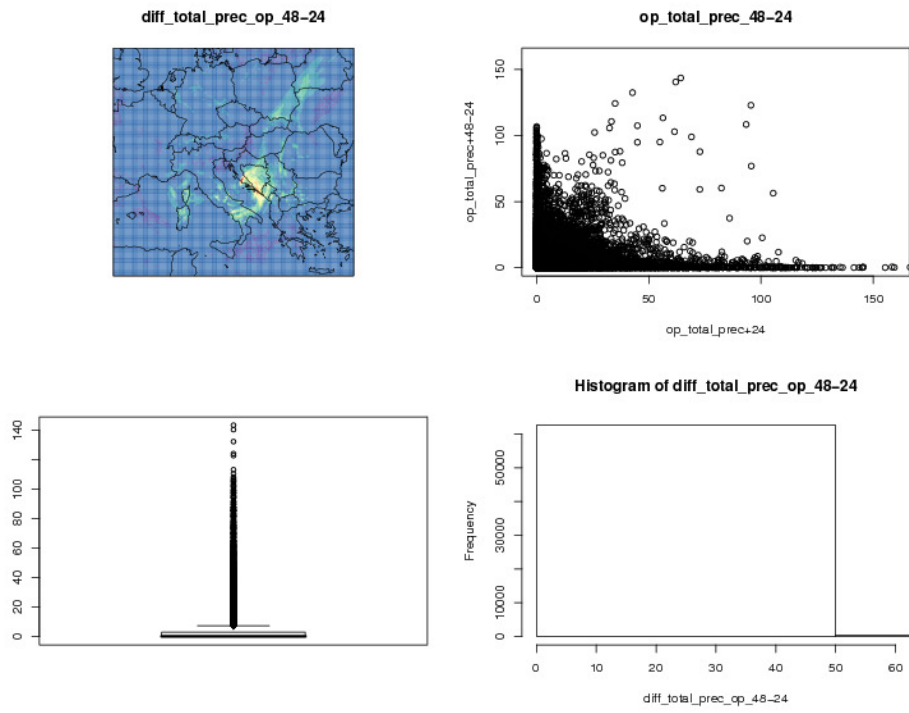 diff_total_prec_op_48−24
op_total_prec_48−24
op_total_prec+48−24
150
100
50
0
0 50 100 150
op_total_prec+24
140
120
100
80
60
40
20
0
Histogram of diff_total_prec_op_48−24
Frequency
50000
30000
10000
0
0 10 20 30 40 50 60
diff_total_prec_op_48−24